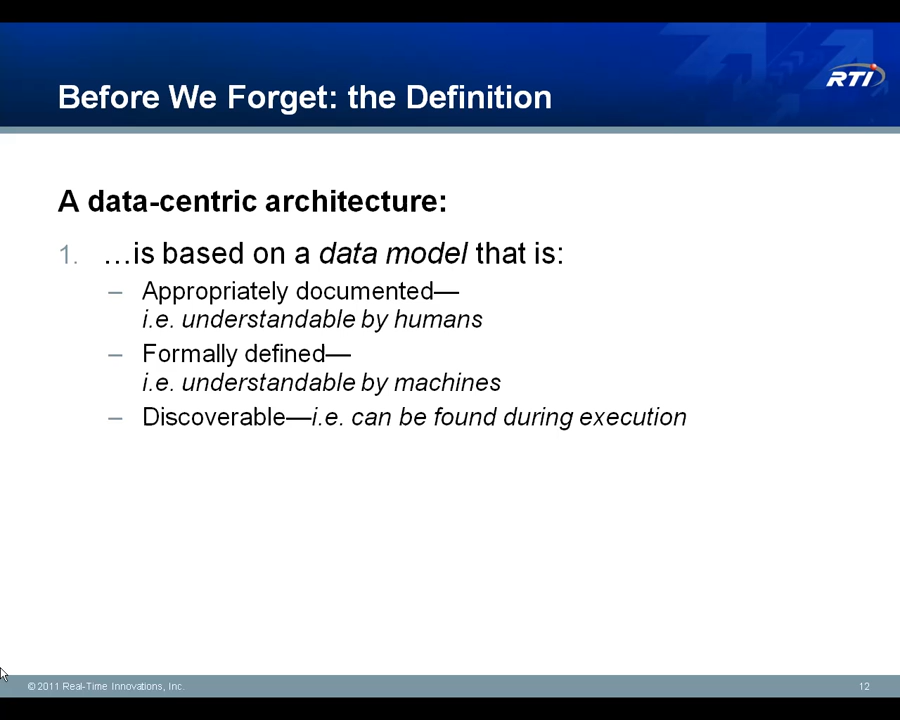 Before We Forget: the Definition
RTI
A data-centric architecture:
1. …is based on a data model that is:
– Appropriately documented—
i.e. understandable by humans
– Formally defined—
i.e. understandable by machines
– Discoverable—i.e. can be found during execution
© 2011 Real-Time Innovations, Inc.
12